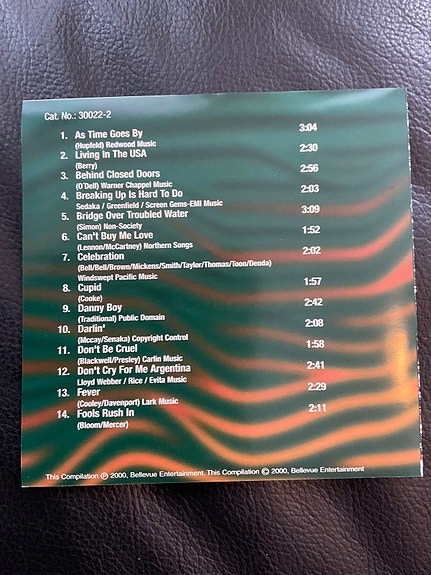 Cat. No.: 30022-2
1. As Time Goes By 3:04
(Hupfeld) Redwood Music
2. Living In The USA 2:30
(Berry)
3. Behind Closed Doors 2:56
(O'Dell) Warner Chappel Music
4. Breaking Up Is Hard To Do 2:03
Sedaka / Greenfield / Screen Gems-EMI Music
5. Bridge Over Troubled Water 3:09
(Simon) Non-Society
6. Can't Buy Me Love 1:52
(Lennon/McCartney) Northern Songs
7. Celebration 2:02
(Bell/Bell/Brown/Mickens/Smith/Taylor/Thomas/Toon/Deoda)
Windswept Pacific Music
8. Cupid 1:57
(Cooke)
9. Danny Boy 2:42
(Traditional) Public Domain
10. Darlin' 2:08
(Mccay/Senaka) Copyright Control
11. Don't Be Cruel 1:58
(Blackwell/Presley) Carlin Music
12. Don't Cry For Me Argentina 2:41
Lloyd Webber / Rice / Evita Music
13. Fever 2:29
(Cooley/Davenport) Lark Music
14. Fools Rush In 2:11
(Bloom/Mercer)
This Compilation ℗ 2000, Bellevue Entertainment. This Compilation © 2000, Bellevue Entertainment